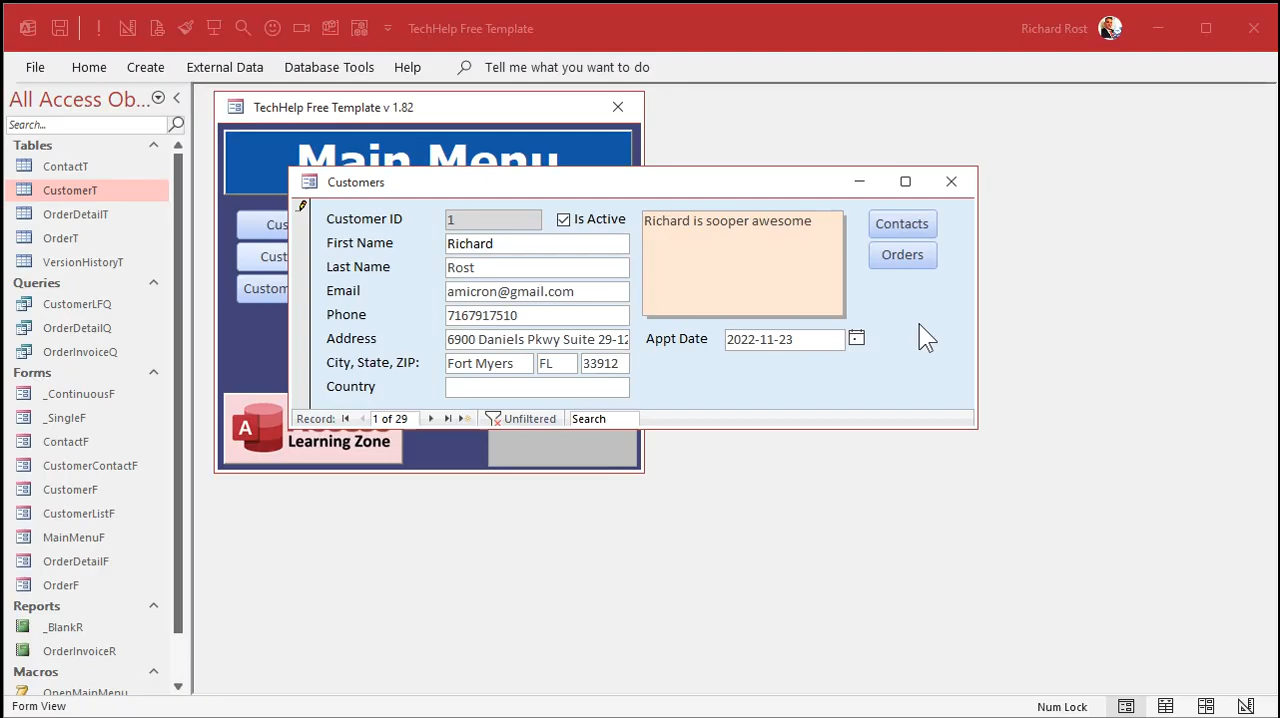 TechHelp Free Template
Richard Rost
File Home Create External Data Database Tools Help Tell me what you want to do
All Access Ob...
Search...
Tables
ContactT
CustomerT
OrderDetailT
OrderT
VersionHistoryT
Queries
CustomerLFQ
OrderDetailQ
OrderInvoiceQ
Forms
_ContinuousF
_SingleF
ContactF
CustomerContactF
CustomerF
CustomerListF
MainMenuF
OrderDetailF
OrderF
Reports
_BlankR
OrderInvoiceR
Macros
OpenMainMenu
TechHelp Free Template v 1.82
Main Menu
Cus
Cust
Custom
A
Learning Zone
Customers
Customer ID 1 Is Active
First Name Richard
Last Name Rost
Email amicron@gmail.com
Phone 7167917510
Address 6900 Daniels Pkwy Suite 29-12
City, State, ZIP: Fort Myers FL 33912
Country
Richard is sooper awesome
Appt Date 2022-11-23
Contacts
Orders
Record: 1 of 29 Unfiltered Search
Form View
Num Lock